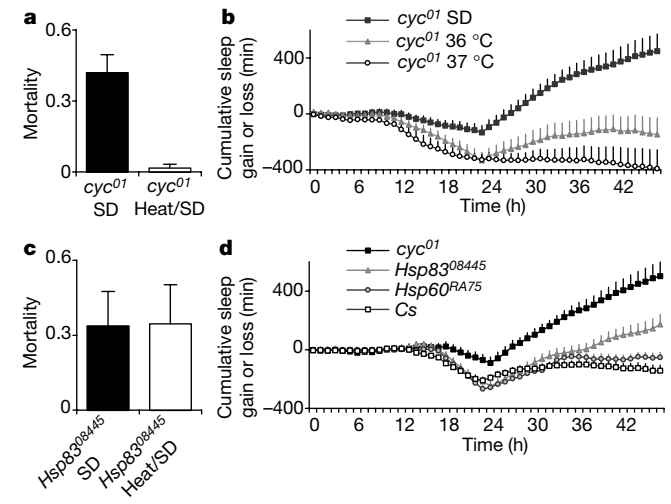 a
0.6
0.3
0
Mortality
cyc⁰¹ SD
cyc⁰¹ Heat/SD
b
cyc⁰¹ SD
cyc⁰¹ 36 °C
cyc⁰¹ 37 °C
Cumulative sleep
gain or loss (min)
400
0
−400
0 6 12 18 24 30 36 42
Time (h)
c
0.6
0.3
0
Mortality
Hsp83⁰⁸⁴⁴⁵ SD
Hsp83⁰⁸⁴⁴⁵ Heat/SD
d
cyc⁰¹
Hsp83⁰⁸⁴⁴⁵
Hsp60ᴿᴬ⁷⁵
Cs
Cumulative sleep
gain or loss (min)
400
0
−400
0 6 12 18 24 30 36 42
Time (h)